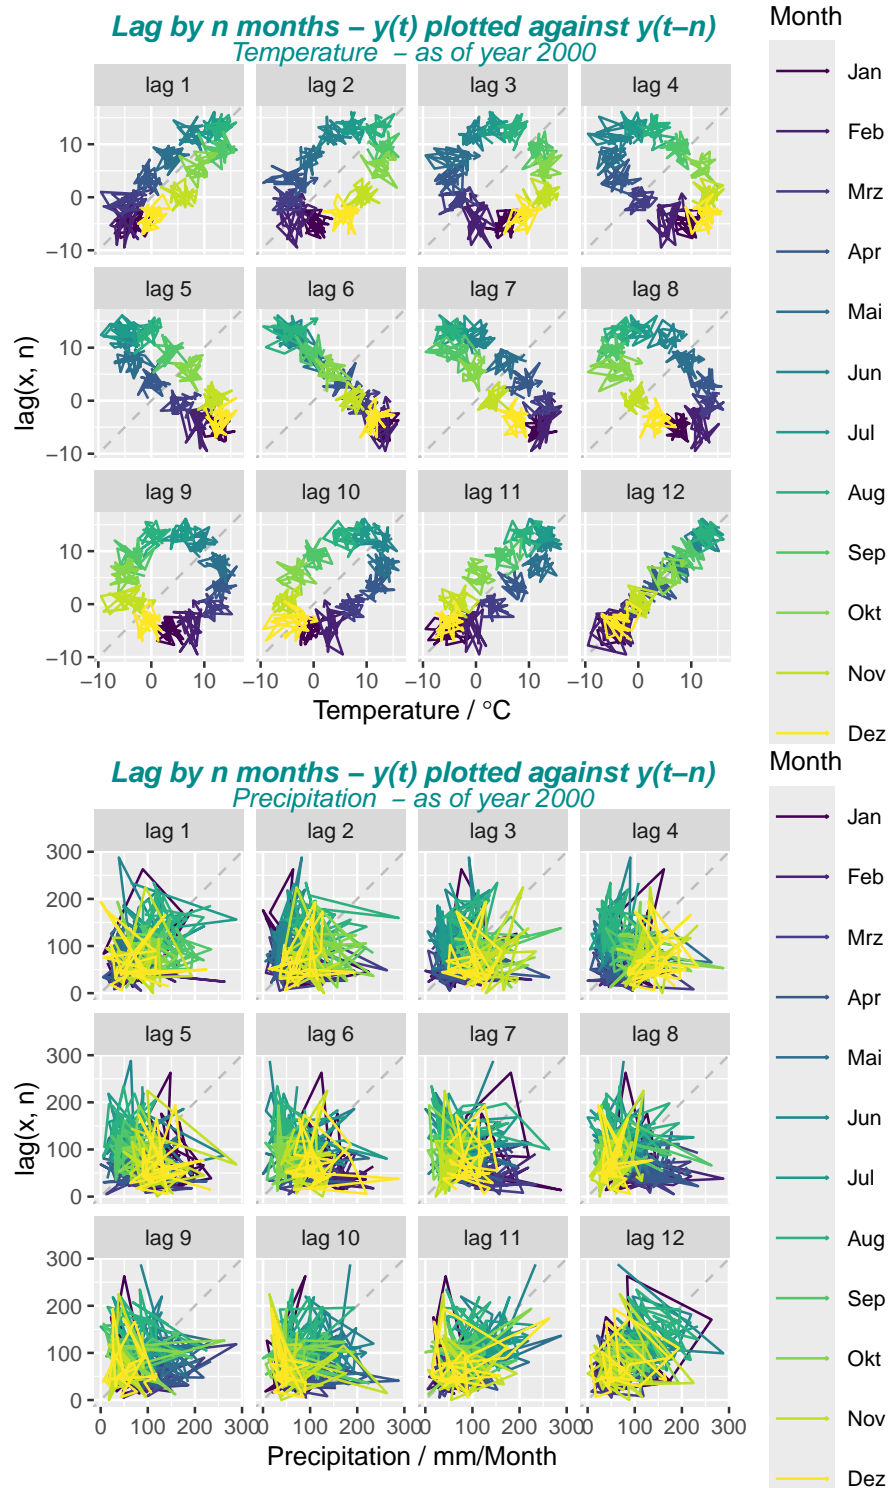 Lag by n months – y(t) plotted against y(t–n)
Temperature – as of year 2000
lag 1 lag 2 lag 3 lag 4
10
0
−10
lag 5 lag 6 lag 7 lag 8
10
0
−10
lag 9 lag 10 lag 11 lag 12
10
0
−10
−10 0 10 −10 0 10 −10 0 10 −10 0 10
lag(x, n)
Temperature / °C
Month
Jan
Feb
Mrz
Apr
Mai
Jun
Jul
Aug
Sep
Okt
Nov
Dez
Lag by n months – y(t) plotted against y(t–n)
Precipitation – as of year 2000
lag 1 lag 2 lag 3 lag 4
300
200
100
0
lag 5 lag 6 lag 7 lag 8
300
200
100
0
lag 9 lag 10 lag 11 lag 12
300
200
100
0
0 100 200 300 0 100 200 300 0 100 200 300 0 100 200 300
lag(x, n)
Precipitation / mm/Month
Month
Jan
Feb
Mrz
Apr
Mai
Jun
Jul
Aug
Sep
Okt
Nov
Dez